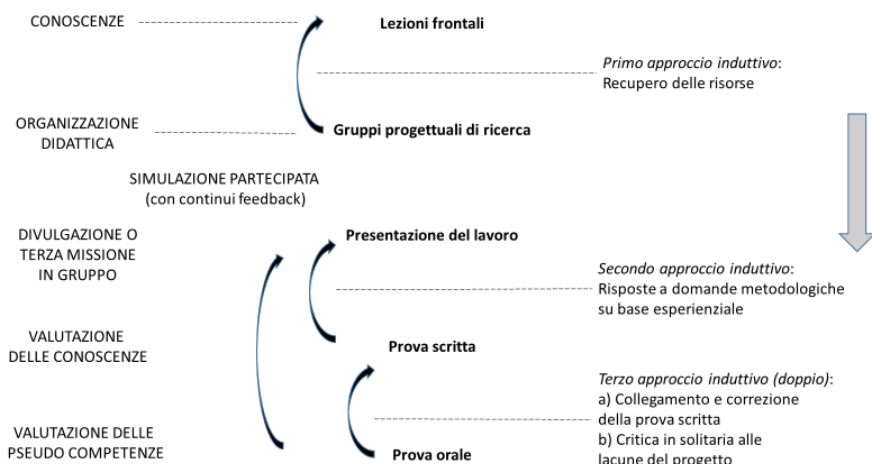 CONOSCENZE
Lezioni frontali
Primo approccio induttivo:
Recupero delle risorse
ORGANIZZAZIONE
DIDATTICA
Gruppi progettuali di ricerca
SIMULAZIONE PARTECIPATA
(con continui feedback)
DIVULGAZIONE O
TERZA MISSIONE
IN GRUPPO
Presentazione del lavoro
Secondo approccio induttivo:
Risposte a domande metodologiche
su base esperienziale
VALUTAZIONE
DELLE CONOSCENZE
Prova scritta
Terzo approccio induttivo (doppio):
a) Collegamento e correzione
della prova scritta
b) Critica in solitaria alle
lacune del progetto
VALUTAZIONE DELLE
PSEUDO COMPETENZE
Prova orale